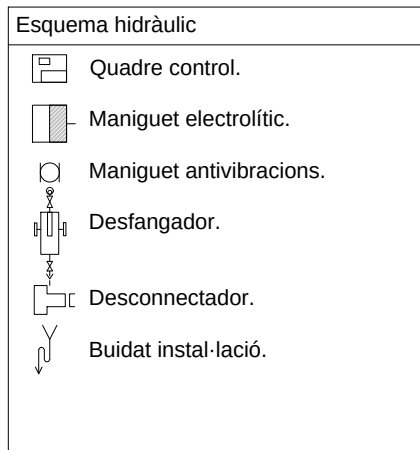 Esquema hidràulic
Quadre control.
Maniguet electrolític.
Maniguet antivibracions.
Desfangador.
Desconnectador.
Buidat instal·lació.